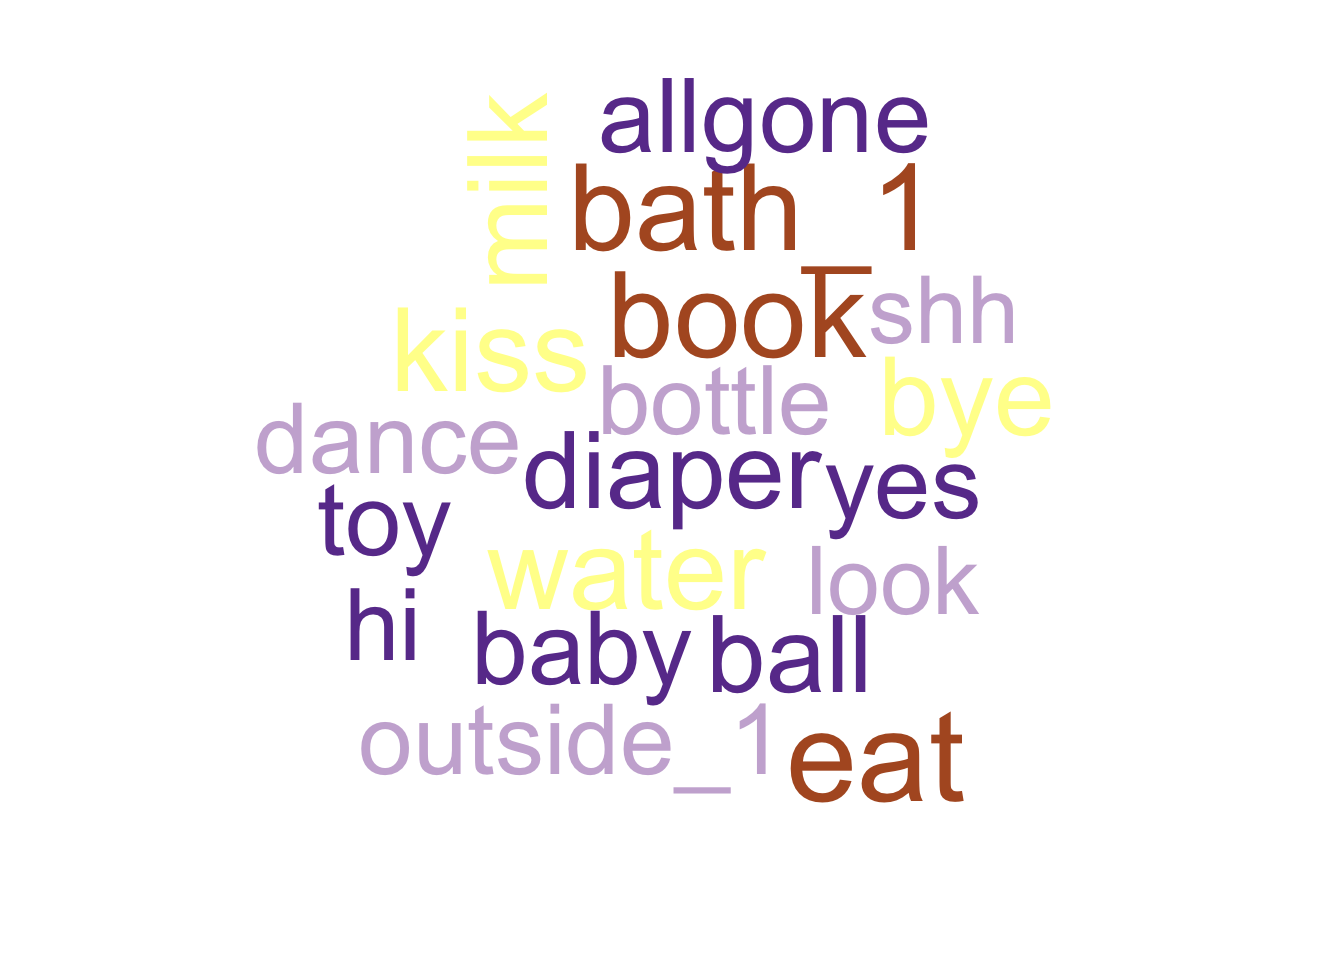 milk
allgone
bath_1
book
shh
kiss
bottle
bye
dance
diaper
yes
toy
water
look
hi
baby
ball
outside_1
eat